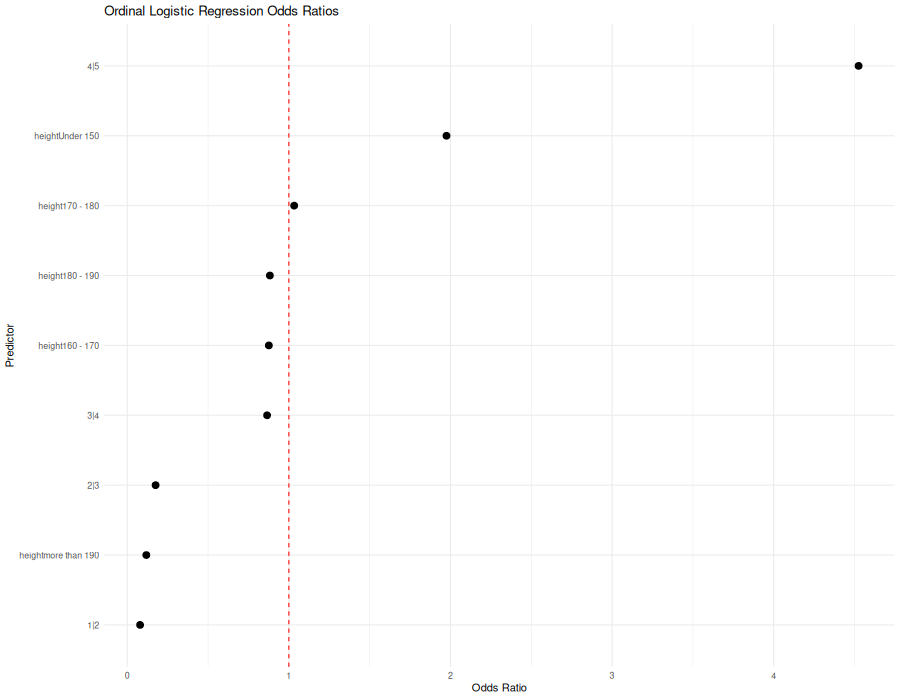 Ordinal Logistic Regression Odds Ratios
4|5
heightUnder 150
height170 - 180
height180 - 190
height160 - 170
3|4
2|3
heightmore than 190
1|2
Predictor
0 1 2 3 4
Odds Ratio